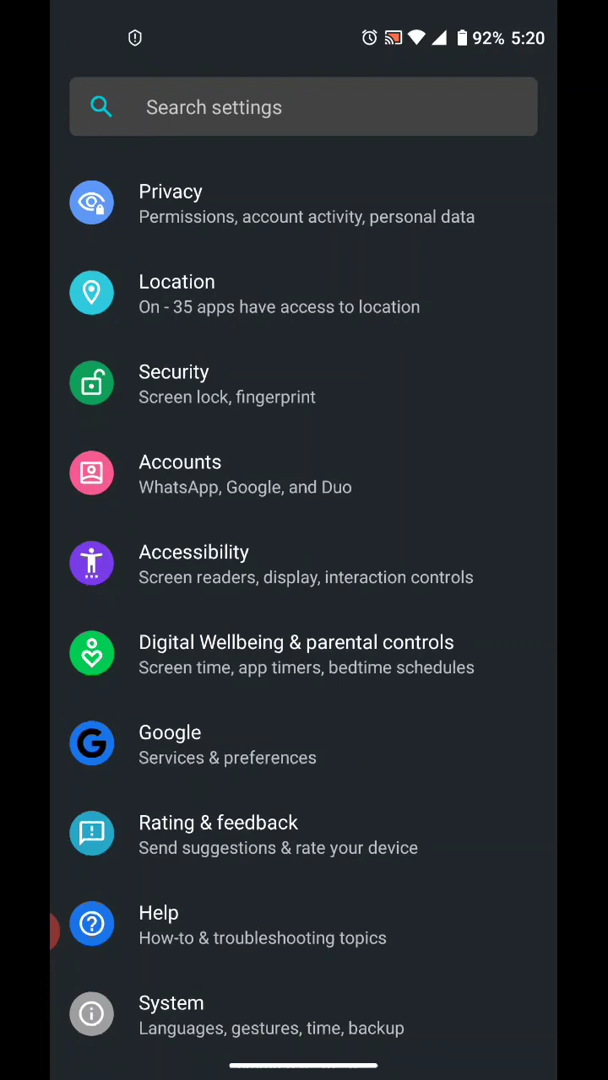 92% 5:20
Search settings
Privacy
Permissions, account activity, personal data
Location
On - 35 apps have access to location
Security
Screen lock, fingerprint
Accounts
WhatsApp, Google, and Duo
Accessibility
Screen readers, display, interaction controls
Digital Wellbeing & parental controls
Screen time, app timers, bedtime schedules
Google
Services & preferences
Rating & feedback
Send suggestions & rate your device
Help
How-to & troubleshooting topics
System
Languages, gestures, time, backup